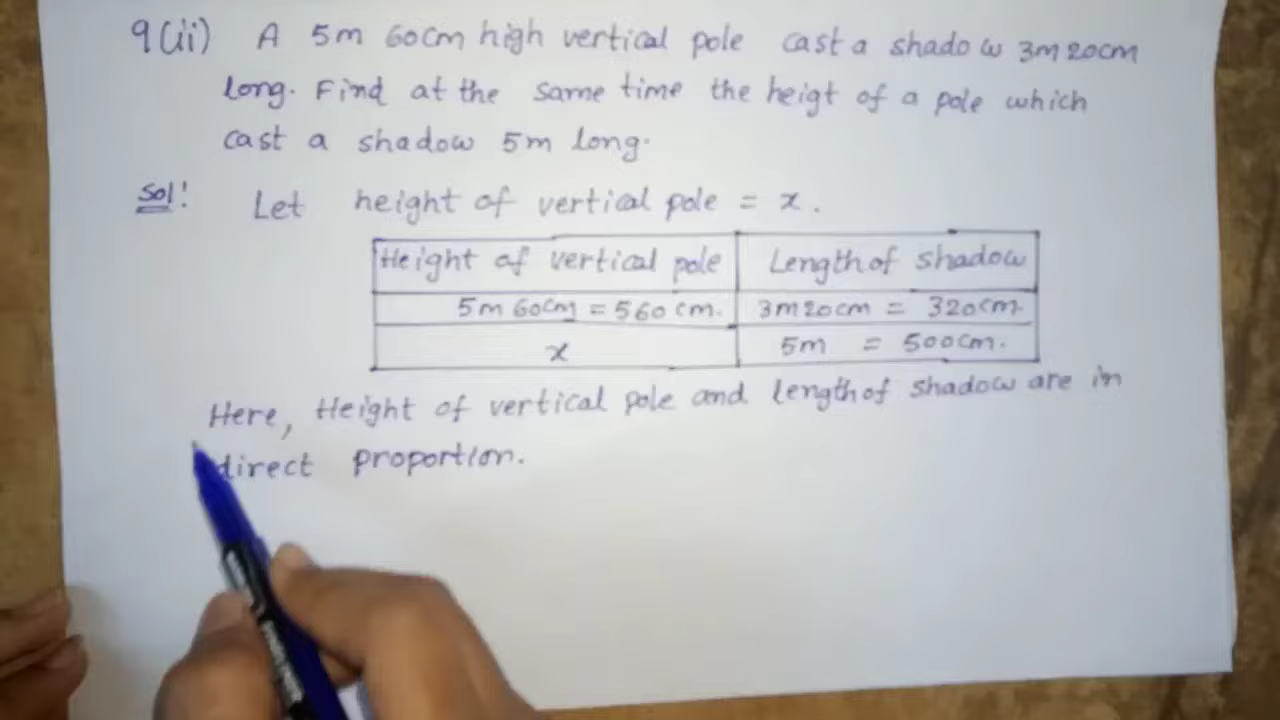 9(ii) A 5m 60cm high vertical pole cast a shadow 3m 20cm
long. Find at the same time the heigt of a pole which
cast a shadow 5m long.
Sol! Let height of vertical pole = x.
Height of vertical pole Length of shadow
5m 60cm = 560 cm. 3m 20cm = 320cm.
x 5m = 500cm.
Here, Height of vertical pole and length of shadow are in
direct proportion.